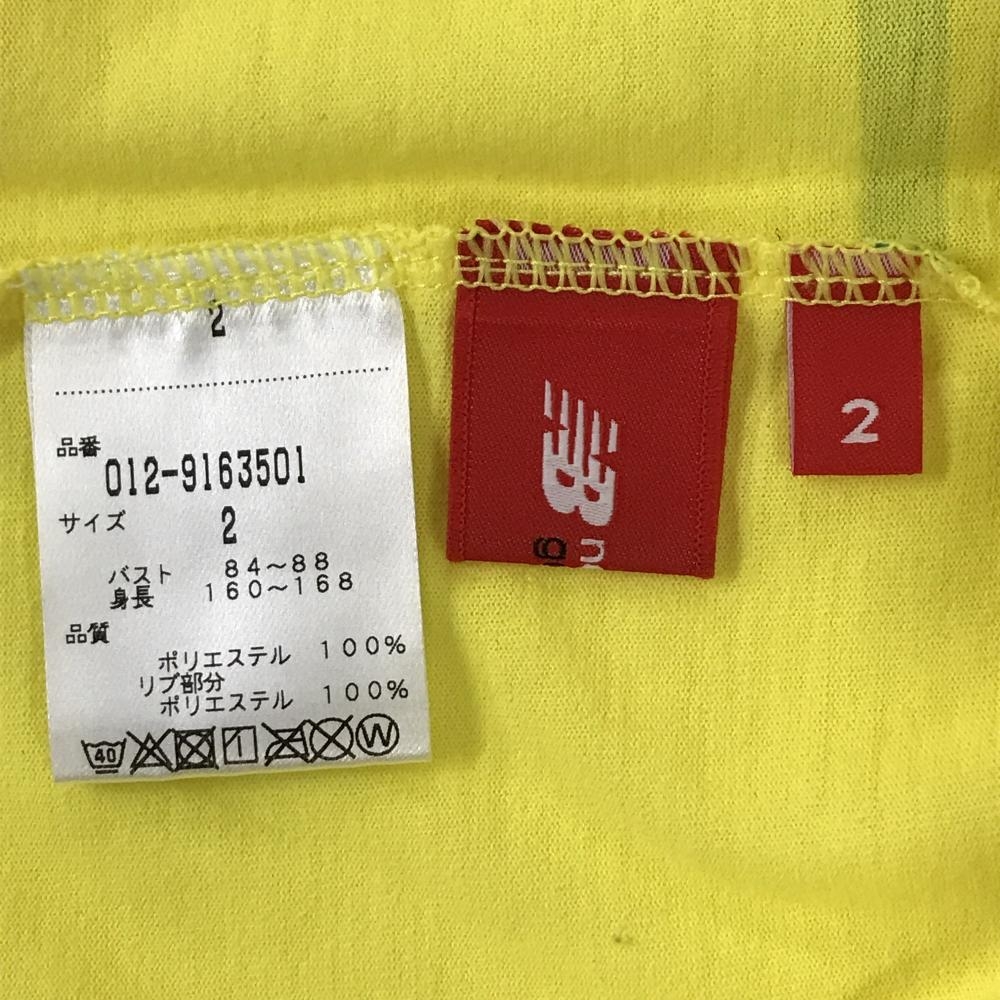 2
品番
012-9163501
サイズ 2
バスト 84～88
身長 160～168
品質
ポリエステル 100%
リブ部分
ポリエステル 100%
40
W
NB
2